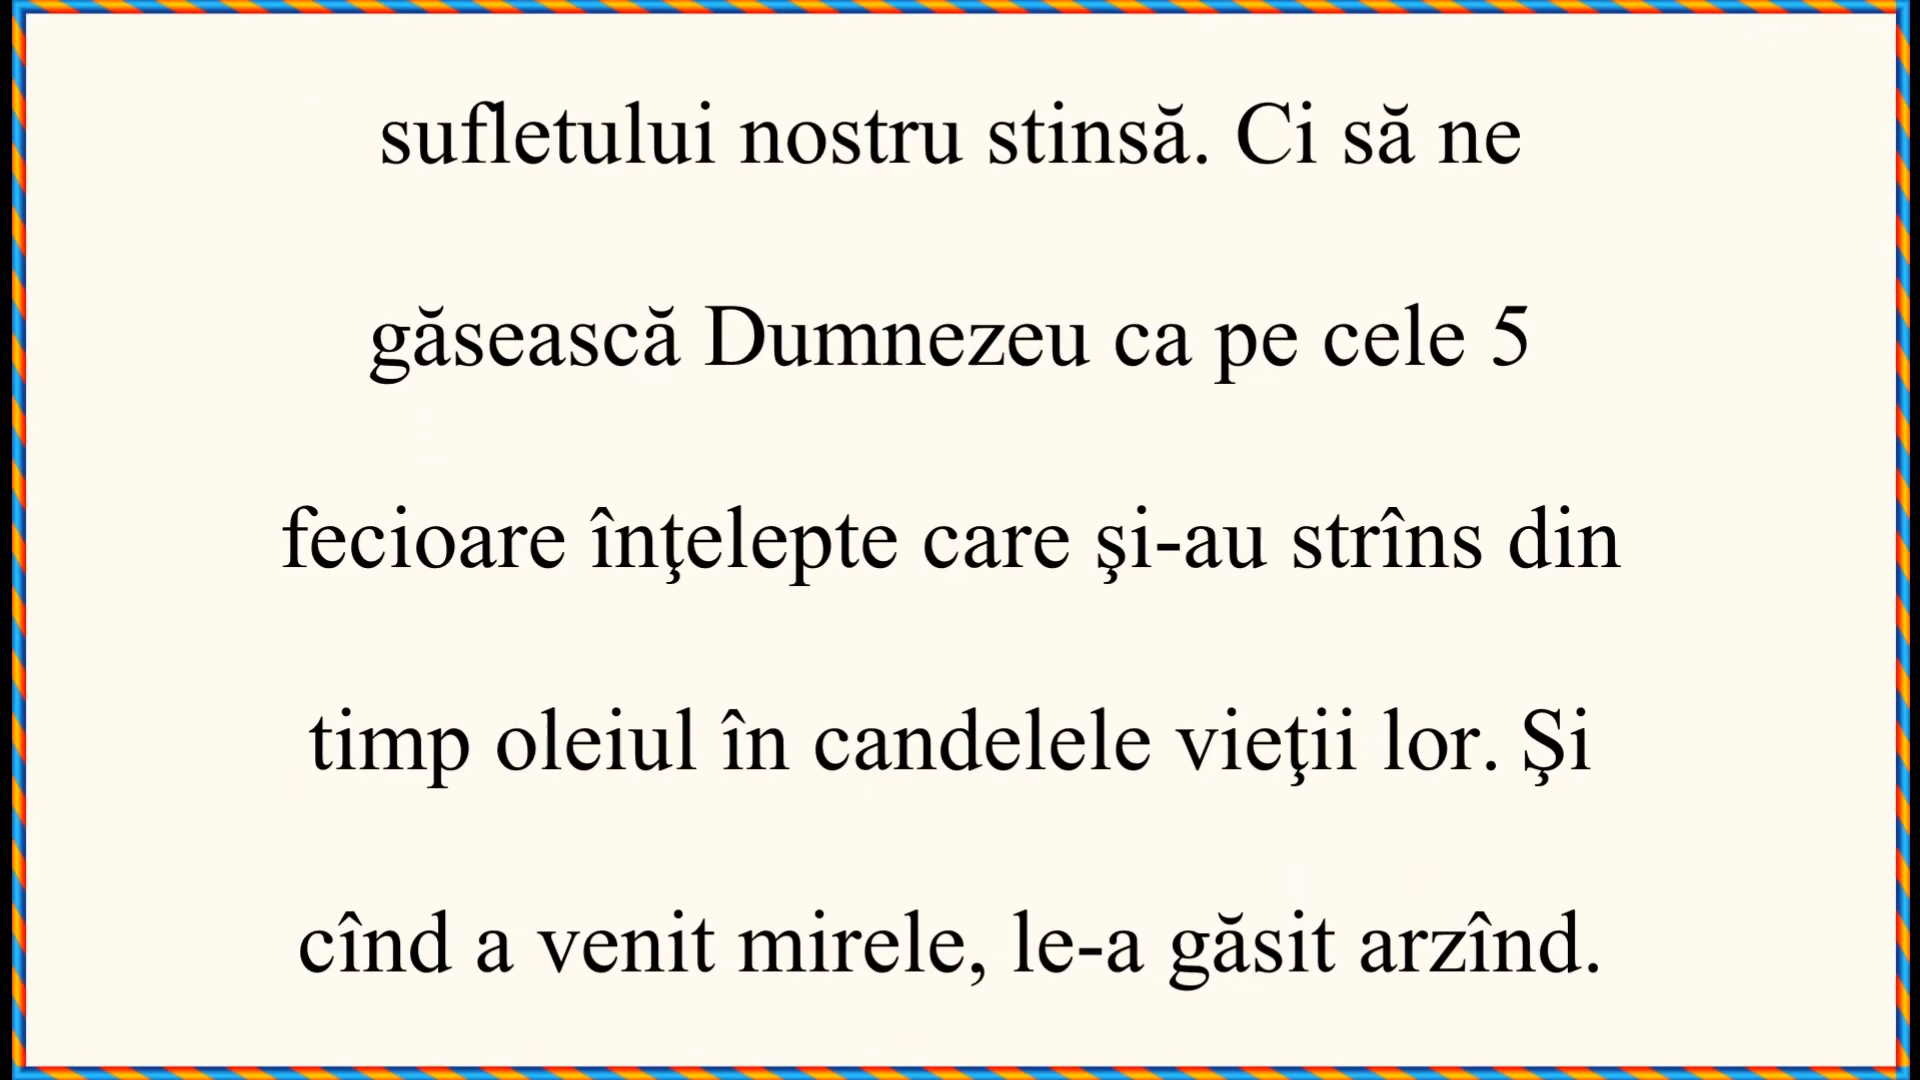 sufletului nostru stinsă. Ci să ne
găsească Dumnezeu ca pe cele 5
fecioare înţelepte care şi-au strîns din
timp oleiul în candelele vieţii lor. Şi
cînd a venit mirele, le-a găsit arzînd.